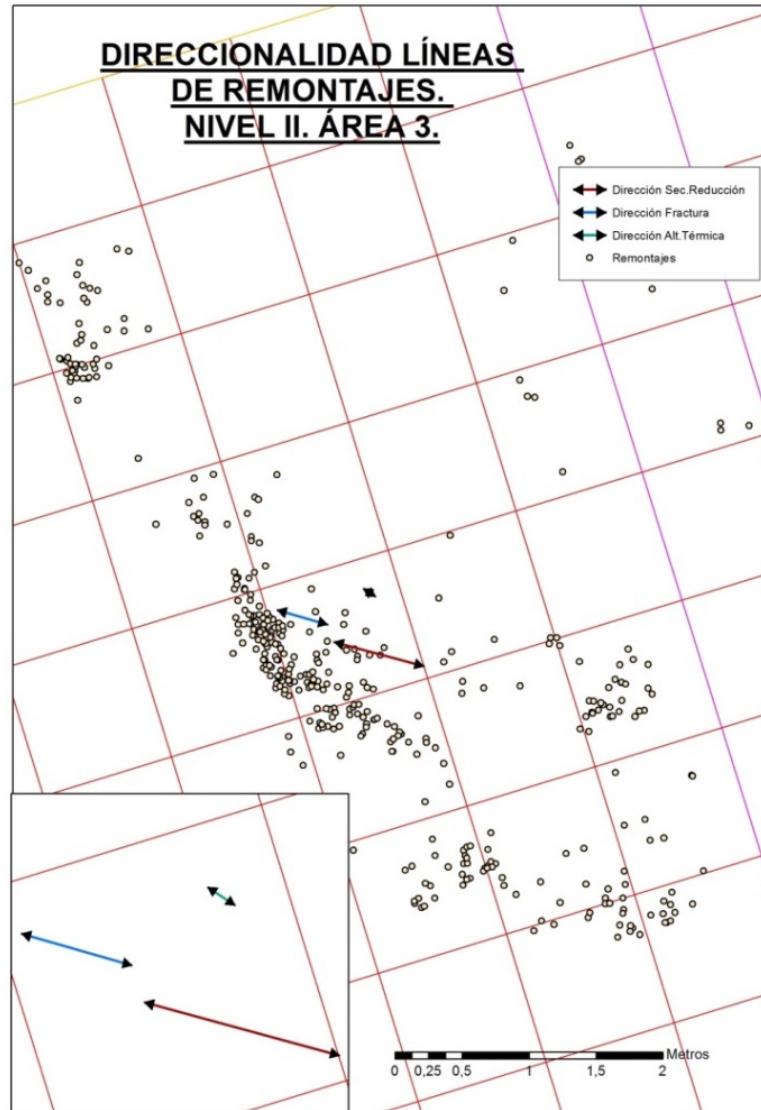 DIRECCIONALIDAD LÍNEAS
DE REMONTAJES.
NIVEL II. ÁREA 3.
Dirección Sec.Reducción
Dirección Fractura
Dirección Alt.Térmica
Remontajes
Metros
0 0,25 0,5 1 1,5 2